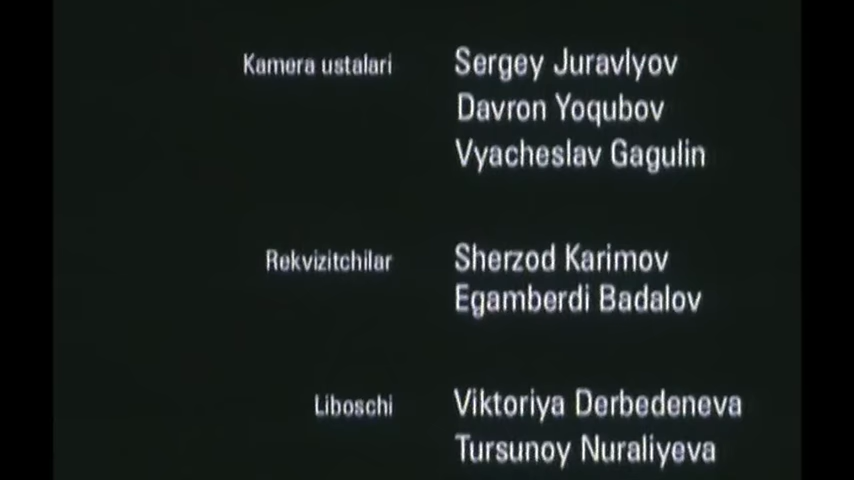 Kamera ustalari Sergey Juravlyov
Davron Yoqubov
Vyacheslav Gagulin
Rekvizitchilar Sherzod Karimov
Egamberdi Badalov
Liboschi Viktoriya Derbedeneva
Tursunoy Nuraliyeva